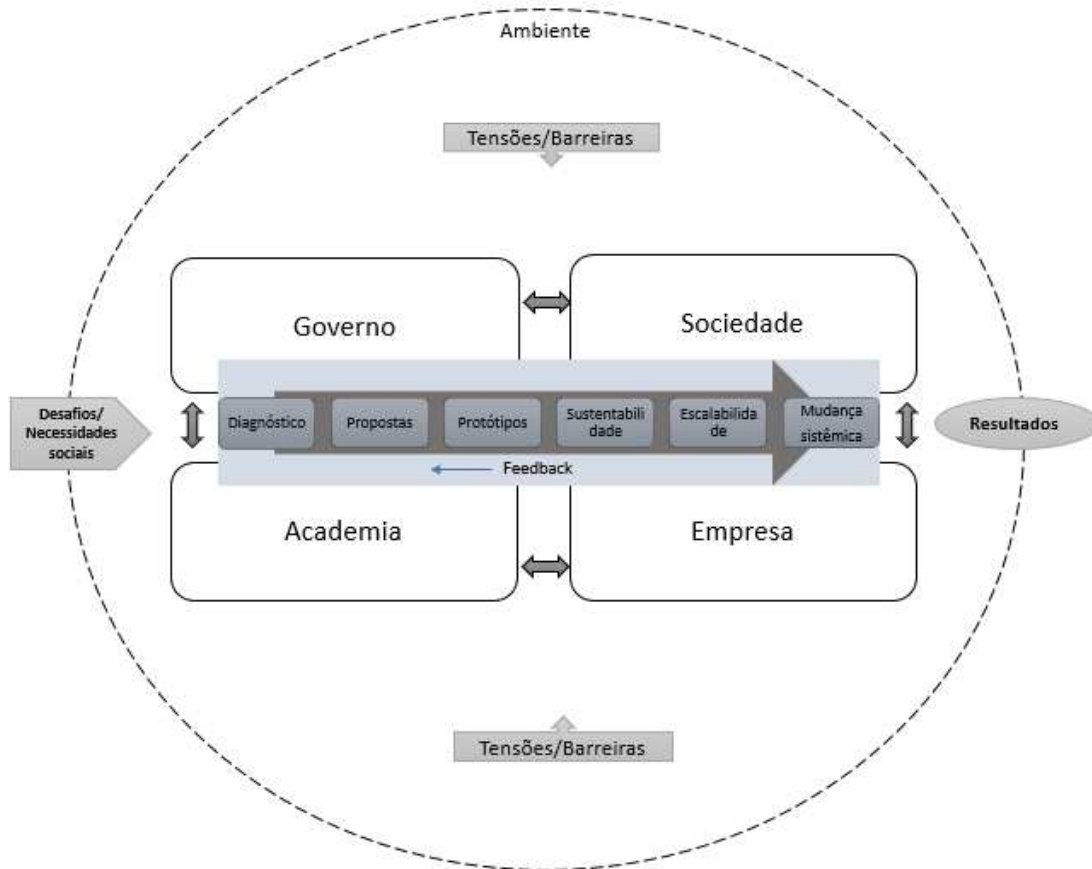 Ambiente
Tensões/Barreiras
Governo
Sociedade
Desafios/
Necessidades
sociais
Diagnóstico
Propostas
Protótipos
Sustentabili
dade
Escalabilida
de
Mudança
sistêmica
Resultados
Feedback
Academia
Empresa
Tensões/Barreiras